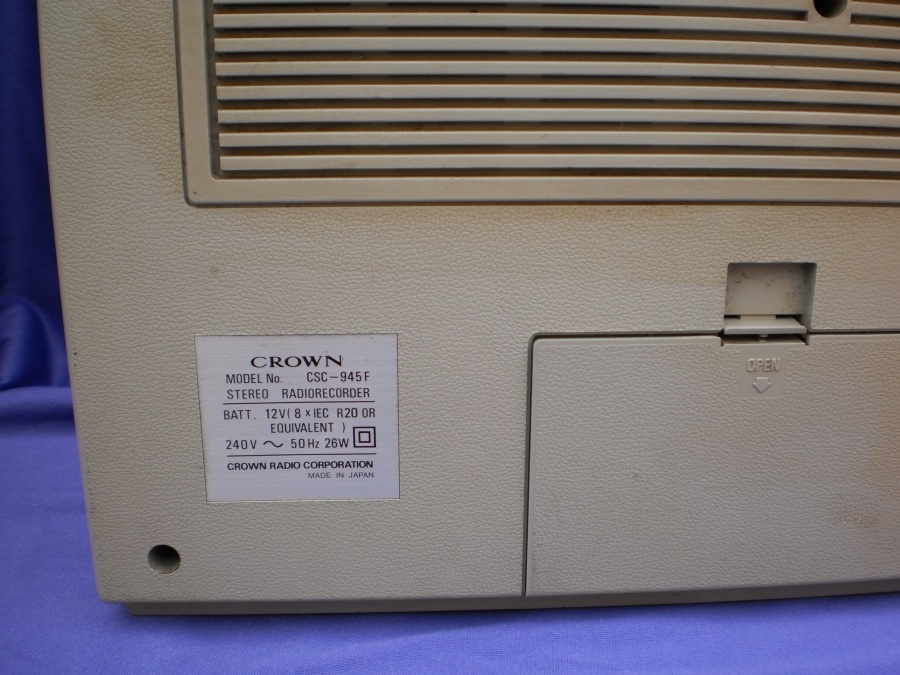 CROWN
MODEL No. CSC-945F
STEREO RADIORECORDER
BATT. 12V(8×IEC R20 OR
EQUIVALENT )
240V ～ 50Hz 26W
CROWN RADIO CORPORATION
MADE IN JAPAN
OPEN